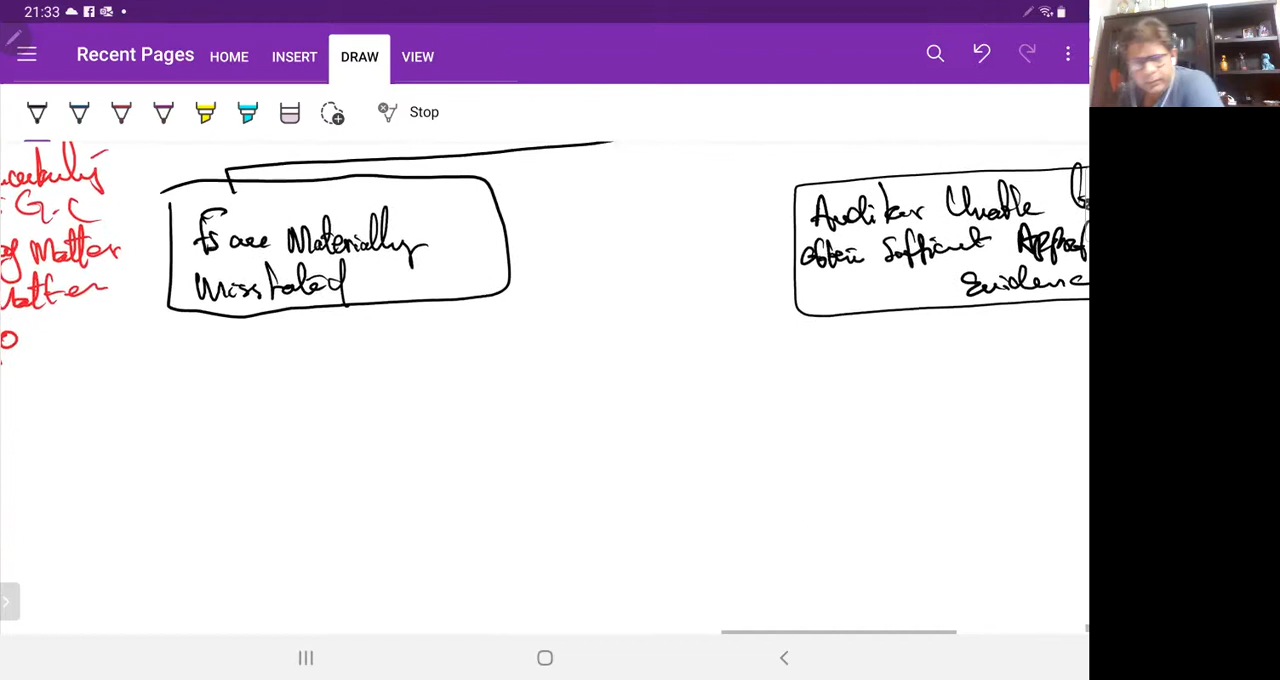 21:33
Recent Pages HOME INSERT DRAW VIEW
Stop
G.C
Matter
Matter
Fs are Materially
Misstated
Auditor Unable
obtain Sufficient
Evidence